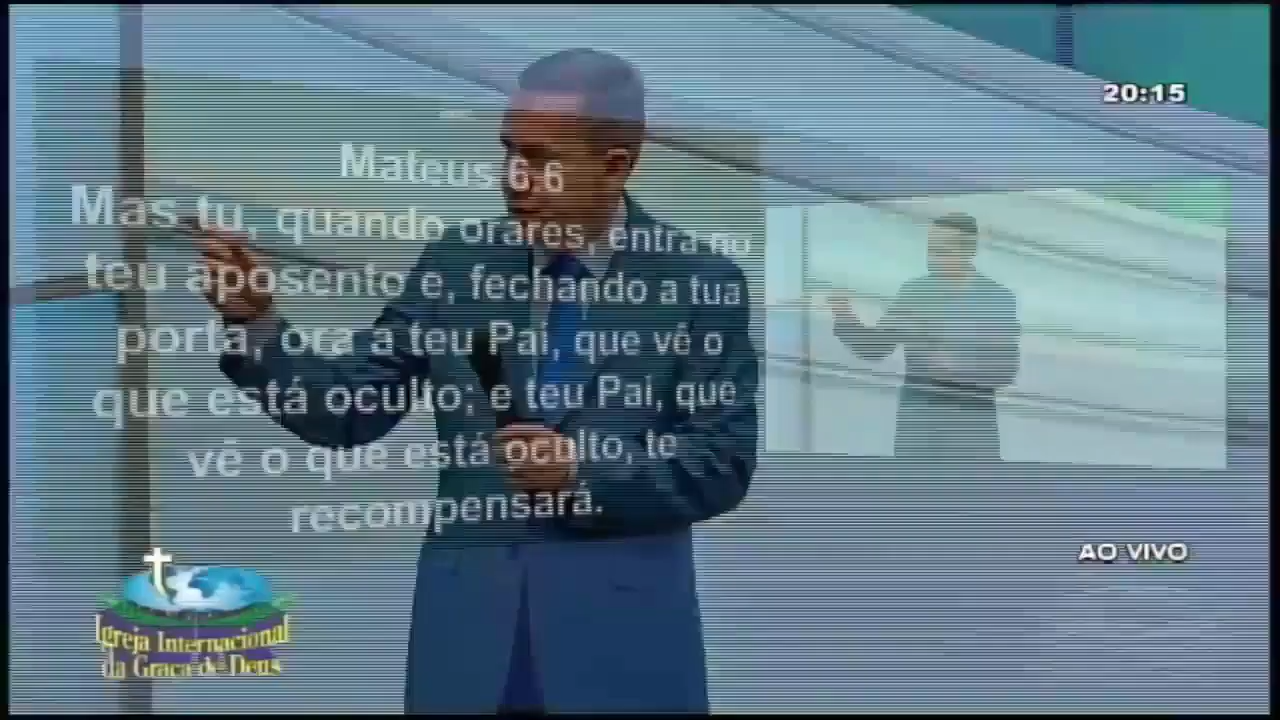 20:15
Mateus 6.6
Mas tu, quando orares, entra no
teu aposento e, fechando a tua
porta, ora a teu Pai, que vê o
que está oculto; e teu Pai, que
vê o que está oculto, te
recompensará.
AO VIVO
Igreja Internacional
da Graça de Deus